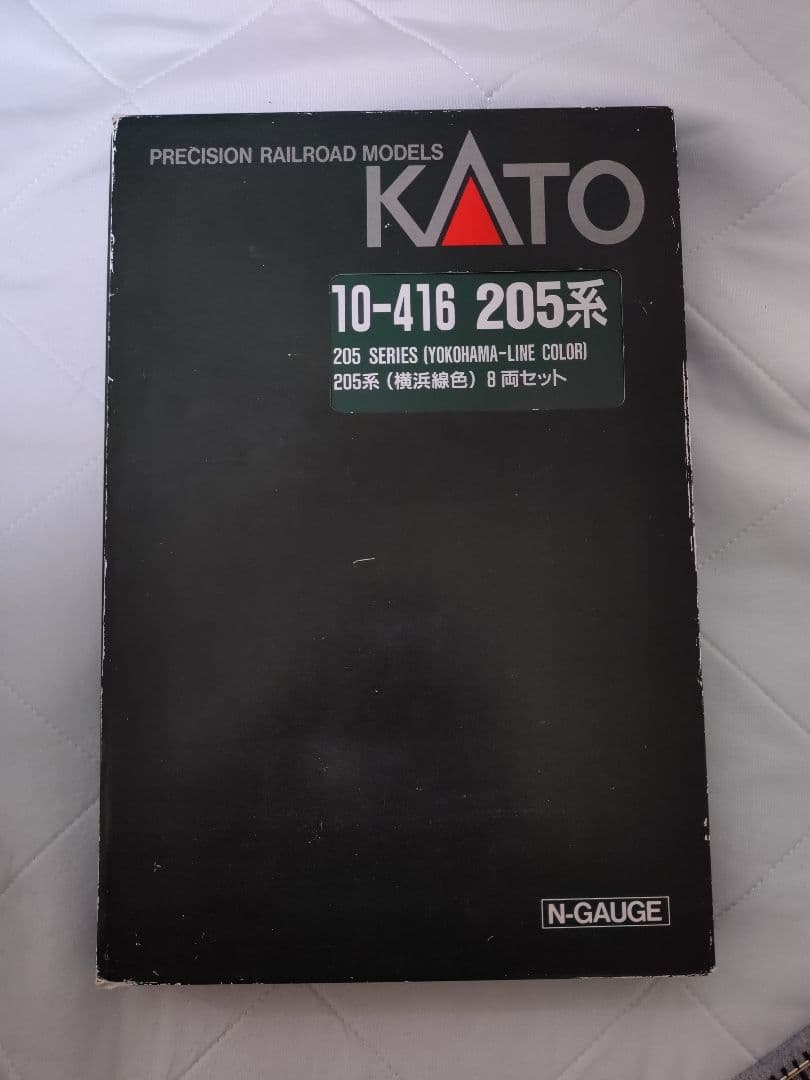 PRECISION RAILROAD MODELS
KATO
10-416 205系
205 SERIES (YOKOHAMA-LINE COLOR)
205系（横浜線色）8両セット
N-GAUGE